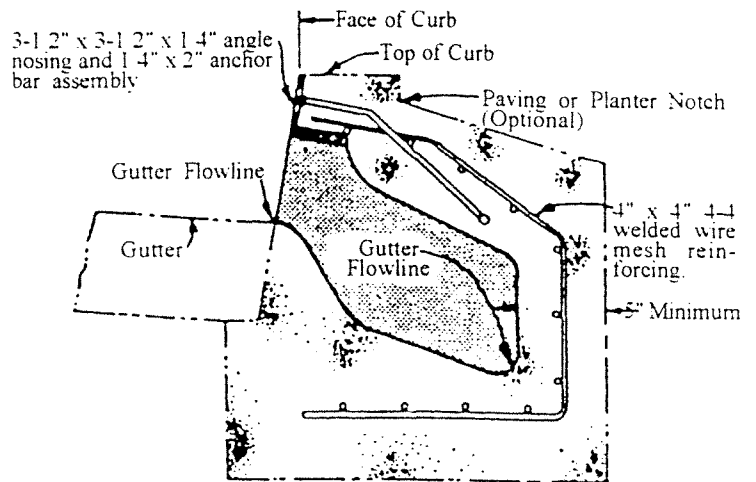 Face of Curb
3-1 2" x 3-1 2" x 1 4" angle
nosing and 1 4" x 2" anchor
bar assembly
Top of Curb
Paving or Planter Notch
(Optional)
Gutter Flowline
Gutter
Gutter
Flowline
4" x 4" 4-4
welded wire
mesh rein-
forcing.
5" Minimum